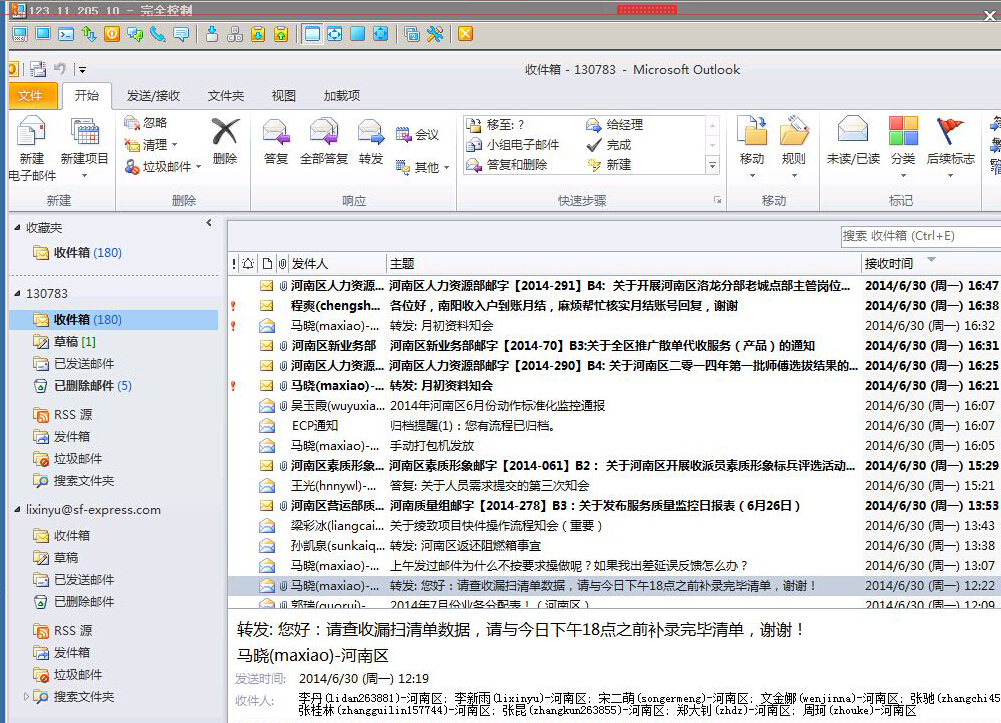 123 11 205 10 - 完全控制
收件箱 - 130783 - Microsoft Outlook
文件 开始 发送/接收 文件夹 视图 加载项
新建 电子邮件
新建项目
忽略
清理
垃圾邮件
删除
答复
全部答复
转发
会议
其他
移至: ?
小组电子邮件
答复和删除
给经理
完成
新建
移动
规则
未读/已读
分类
后续标志
新建 删除 响应 快速步骤 移动 标记
收藏夹
收件箱 (180)
130783
收件箱 (180)
草稿 [1]
已发送邮件
已删除邮件 (5)
RSS 源
发件箱
垃圾邮件
搜索文件夹
lixinyu@sf-express.com
收件箱
草稿
已发送邮件
已删除邮件
RSS 源
发件箱
垃圾邮件
搜索文件夹
搜索 收件箱 (Ctrl+E)
发件人 主题 接收时间
河南区人力资源... 河南区人力资源部邮字【2014-291】B4: 关于开展河南区洛龙分部老城点部主管岗位... 2014/6/30 (周一) 16:47
程爽(chengsh... 各位好，南阳收入户到账月结，麻烦帮忙核实月结账号回复，谢谢 2014/6/30 (周一) 16:38
马晓(maxiao)-... 转发: 月初资料知会 2014/6/30 (周一) 16:32
河南区新业务部 河南区新业务部邮字【2014-70】B3:关于全区推广散单代收服务（产品）的通知 2014/6/30 (周一) 16:31
河南区人力资源... 河南区人力资源部邮字【2014-290】B4: 关于河南区二零一四年第一批师傅选拔结果的... 2014/6/30 (周一) 16:25
马晓(maxiao)-... 转发: 月初资料知会 2014/6/30 (周一) 16:21
吴玉霞(wuyuxia... 2014年河南区6月份动作标准化监控通报 2014/6/30 (周一) 16:07
ECP通知 归档提醒(1)：您有流程已归档。 2014/6/30 (周一) 16:07
马晓(maxiao)-... 手动打包机发放 2014/6/30 (周一) 16:05
河南区素质形象... 河南区素质形象邮字【2014-061】B2：关于河南区开展收派员素质形象标兵评选活动... 2014/6/30 (周一) 15:29
王光(hnnywl)-... 答复: 关于人员需求提交的第三次知会 2014/6/30 (周一) 15:21
河南区营运部质... 河南质量组邮字【2014-278】B3：关于发布服务质量监控日报表（6月26日） 2014/6/30 (周一) 13:53
梁彩冰(liangcai... 关于绫致项目快件操作流程知会（重要） 2014/6/30 (周一) 13:43
孙凯泉(sunkaiq... 转发: 河南区返还阻燃箱事宜 2014/6/30 (周一) 13:38
马晓(maxiao)-... 上午发过邮件为什么不按要求操做呢？如果我出差延误反馈怎么办？ 2014/6/30 (周一) 13:07
马晓(maxiao)-... 转发: 您好：请查收漏扫清单数据，请与今日下午18点之前补录完毕清单，谢谢！ 2014/6/30 (周一) 12:22
郭瑞(guorui)- 2014年7月份业务分配表！（河南区） 2014/6/30 (周一) 12:09
转发: 您好：请查收漏扫清单数据，请与今日下午18点之前补录完毕清单，谢谢！
马晓(maxiao)-河南区
发送时间: 2014/6/30 (周一) 12:19
收件人: 李丹(lidan263881)-河南区; 李新雨(lixinyu)-河南区; 宋二萌(songermeng)-河南区; 文金娜(wenjinna)-河南区; 张驰(zhangchi45
张桂林(zhangguilin157744)-河南区; 张昆(zhangkun263855)-河南区; 郑大钊(zhdz)-河南区; 周珂(zhouke)-河南区